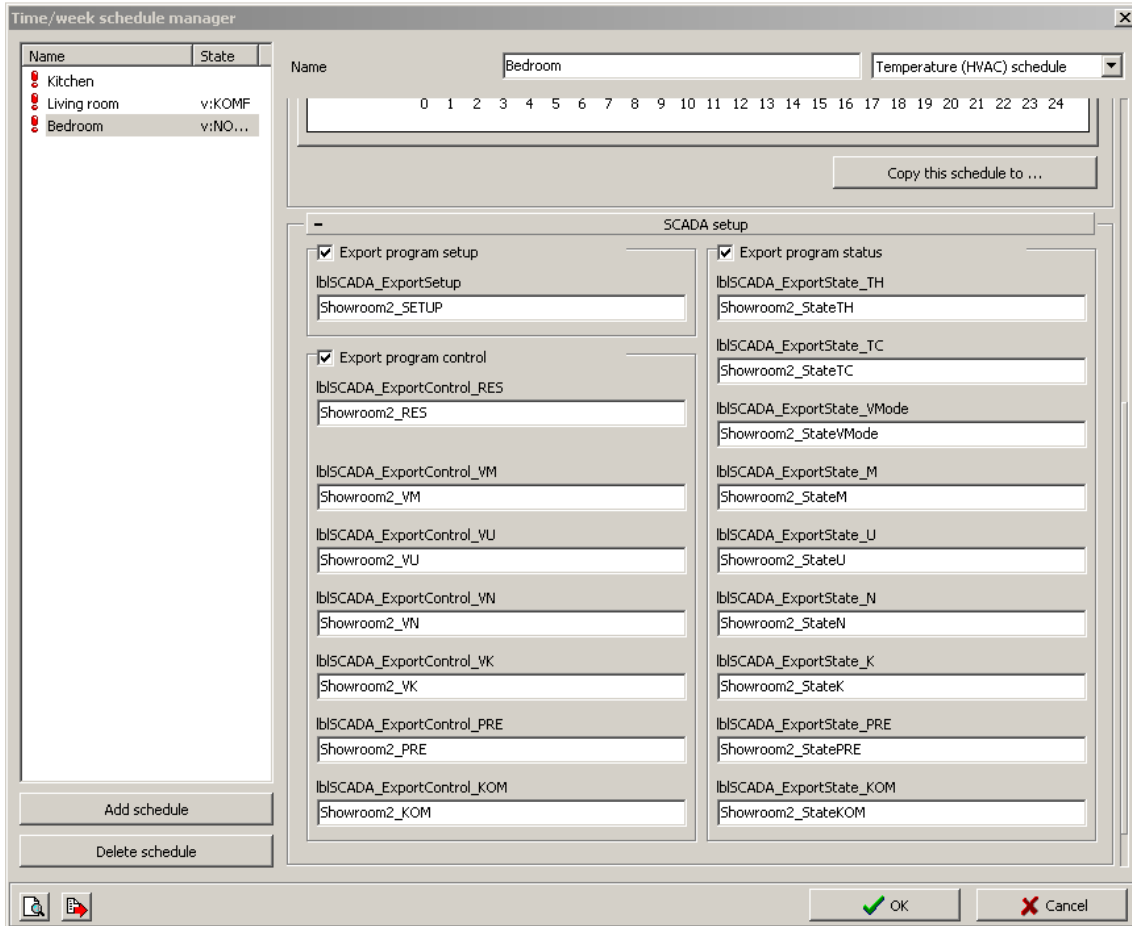 Time/week schedule manager
Name State
Kitchen
Living room v:KOMF
Bedroom v:NO...
Add schedule
Delete schedule
Name Bedroom Temperature (HVAC) schedule
0 1 2 3 4 5 6 7 8 9 10 11 12 13 14 15 16 17 18 19 20 21 22 23 24
Copy this schedule to ...
SCADA setup
Export program setup
lblSCADA_ExportSetup
Showroom2_SETUP
Export program control
lblSCADA_ExportControl_RES
Showroom2_RES
lblSCADA_ExportControl_VM
Showroom2_VM
lblSCADA_ExportControl_VU
Showroom2_VU
lblSCADA_ExportControl_VN
Showroom2_VN
lblSCADA_ExportControl_VK
Showroom2_VK
lblSCADA_ExportControl_PRE
Showroom2_PRE
lblSCADA_ExportControl_KOM
Showroom2_KOM
Export program status
lblSCADA_ExportState_TH
Showroom2_StateTH
lblSCADA_ExportState_TC
Showroom2_StateTC
lblSCADA_ExportState_VMode
Showroom2_StateVMode
lblSCADA_ExportState_M
Showroom2_StateM
lblSCADA_ExportState_U
Showroom2_StateU
lblSCADA_ExportState_N
Showroom2_StateN
lblSCADA_ExportState_K
Showroom2_StateK
lblSCADA_ExportState_PRE
Showroom2_StatePRE
lblSCADA_ExportState_KOM
Showroom2_StateKOM
OK
Cancel